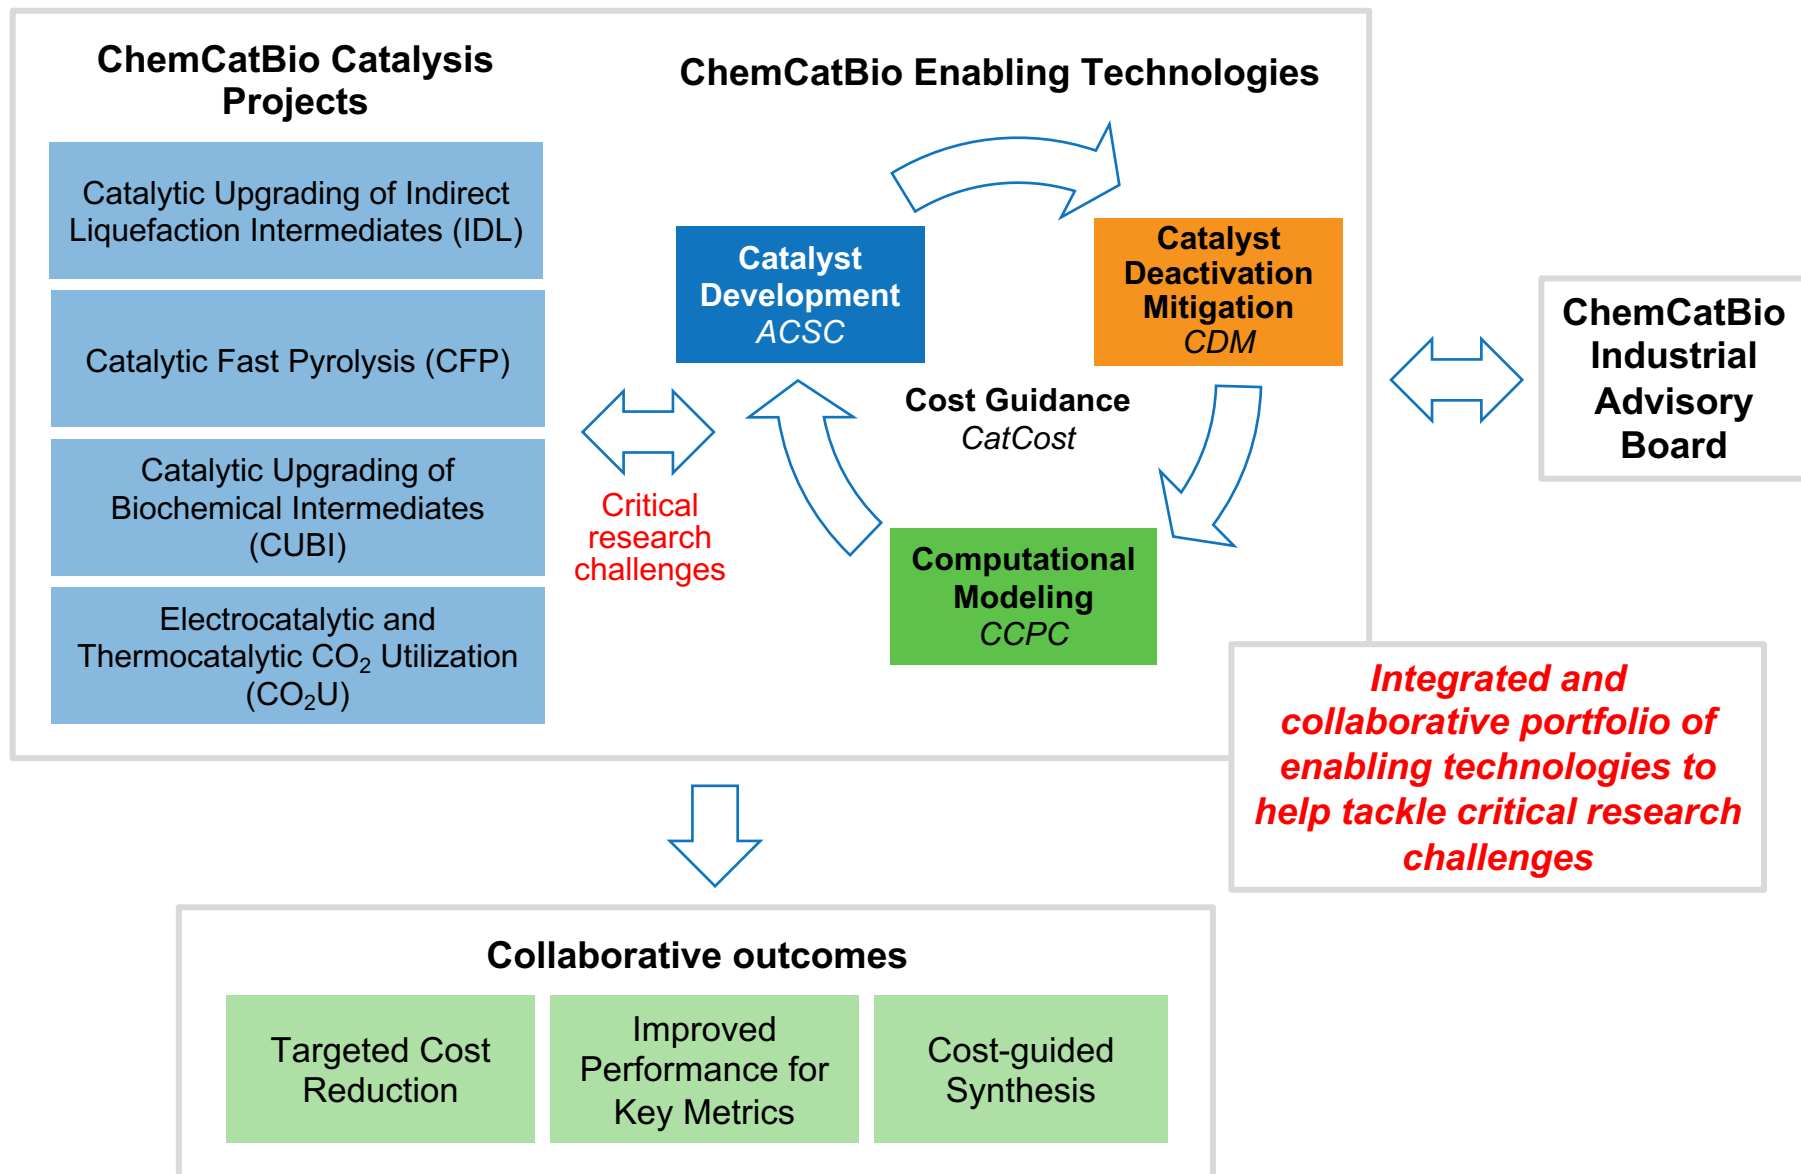 ChemCatBio Catalysis
Projects
Catalytic Upgrading of Indirect
Liquefaction Intermediates (IDL)
Catalytic Fast Pyrolysis (CFP)
Catalytic Upgrading of
Biochemical Intermediates
(CUBI)
Electrocatalytic and
Thermocatalytic CO₂ Utilization
(CO₂U)
Critical
research
challenges
ChemCatBio Enabling Technologies
Catalyst
Development
ACSC
Catalyst
Deactivation
Mitigation
CDM
Cost Guidance
CatCost
Computational
Modeling
CCPC
ChemCatBio
Industrial
Advisory
Board
Integrated and
collaborative portfolio of
enabling technologies to
help tackle critical research
challenges
Collaborative outcomes
Targeted Cost
Reduction
Improved
Performance for
Key Metrics
Cost-guided
Synthesis